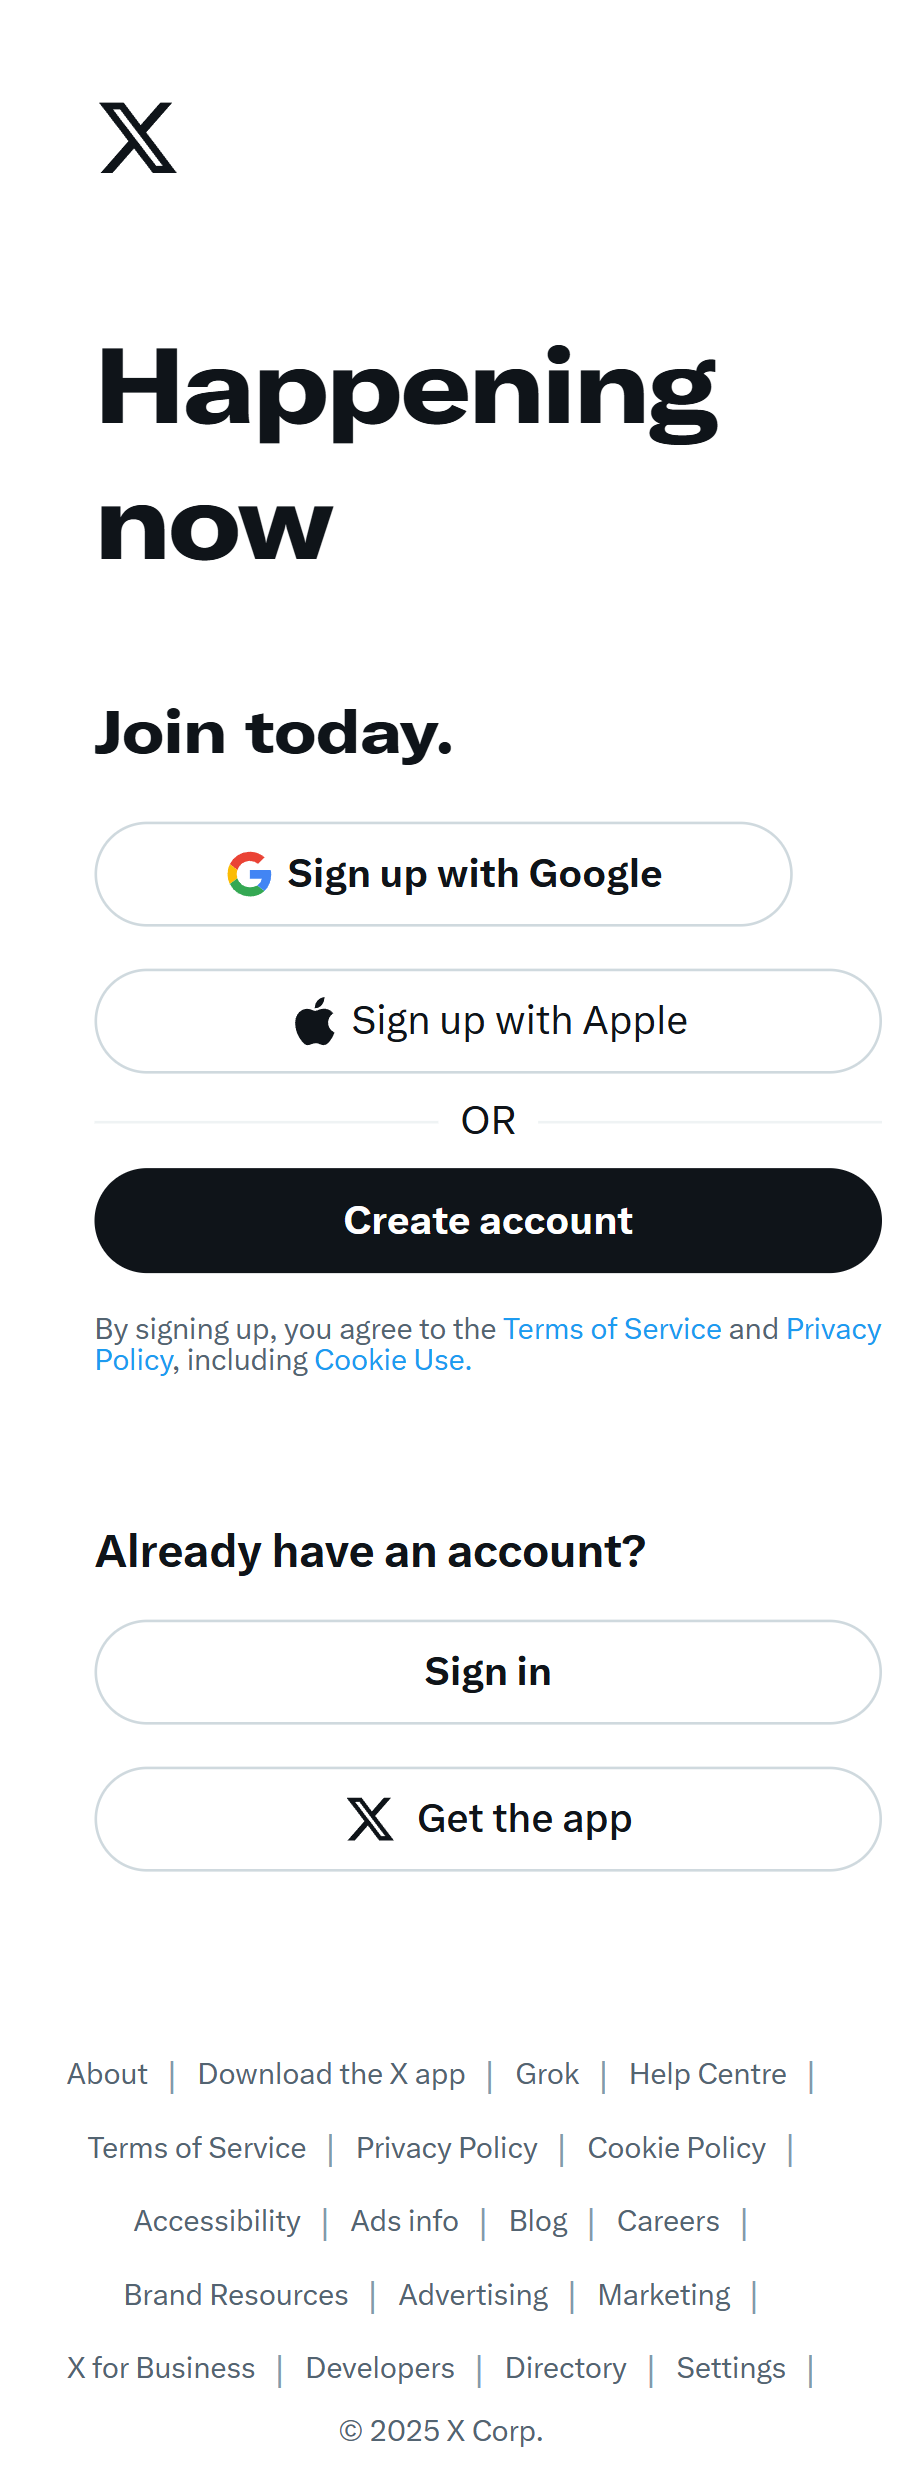 Happening
now
Join today.
Sign up with Google
Sign up with Apple
OR
Create account
By signing up, you agree to the Terms of Service and Privacy
Policy, including Cookie Use.
Already have an account?
Sign in
Get the app
About | Download the X app | Grok | Help Centre |
Terms of Service | Privacy Policy | Cookie Policy |
Accessibility | Ads info | Blog | Careers |
Brand Resources | Advertising | Marketing |
X for Business | Developers | Directory | Settings |
© 2025 X Corp.